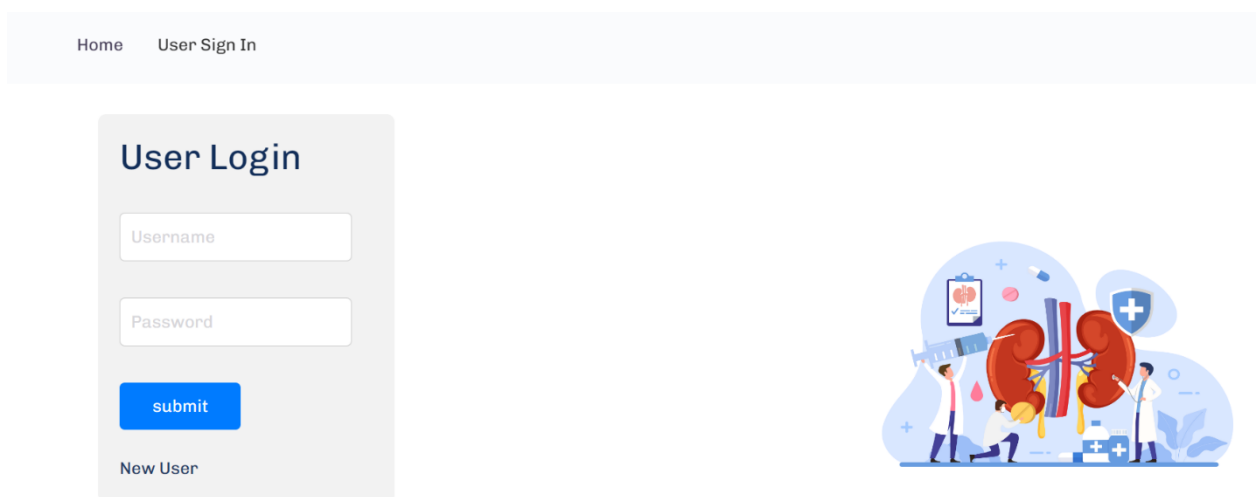 Home User Sign In
User Login
Username
Password
submit
New User